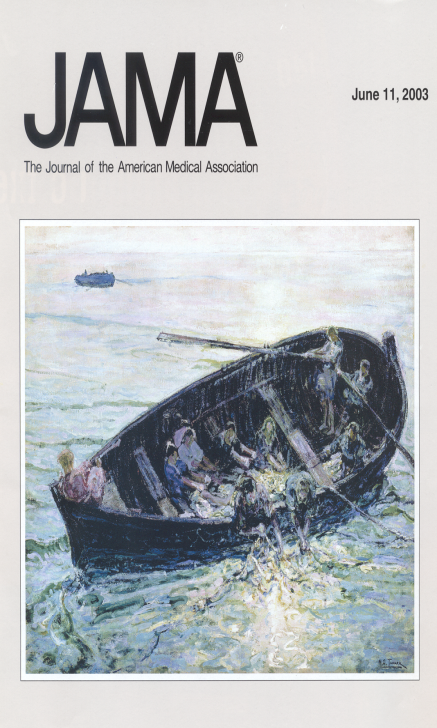 JAMA®
June 11, 2003
The Journal of the American Medical Association